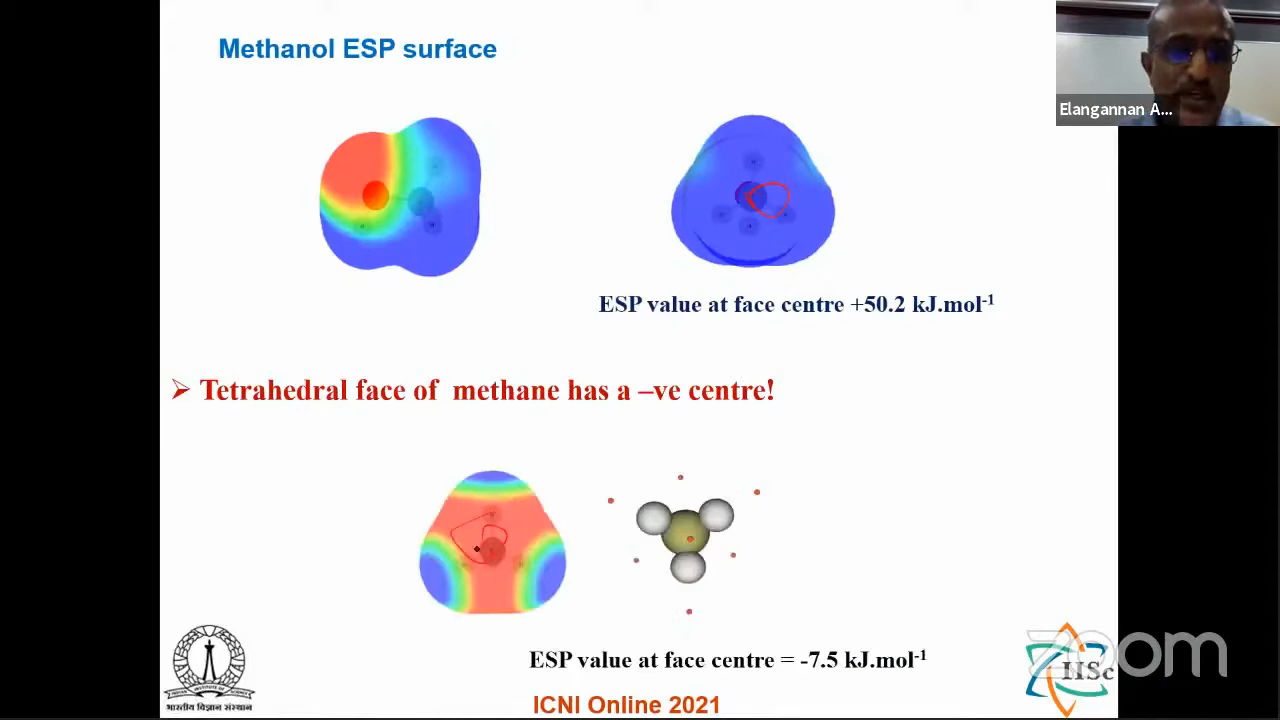 Methanol ESP surface
Elangannan A...
ESP value at face centre +50.2 kJ.mol-1
➢ Tetrahedral face of methane has a –ve centre!
ESP value at face centre = -7.5 kJ.mol-1
भारतीय विज्ञान संस्थान
IISc
zoom
ICNI Online 2021